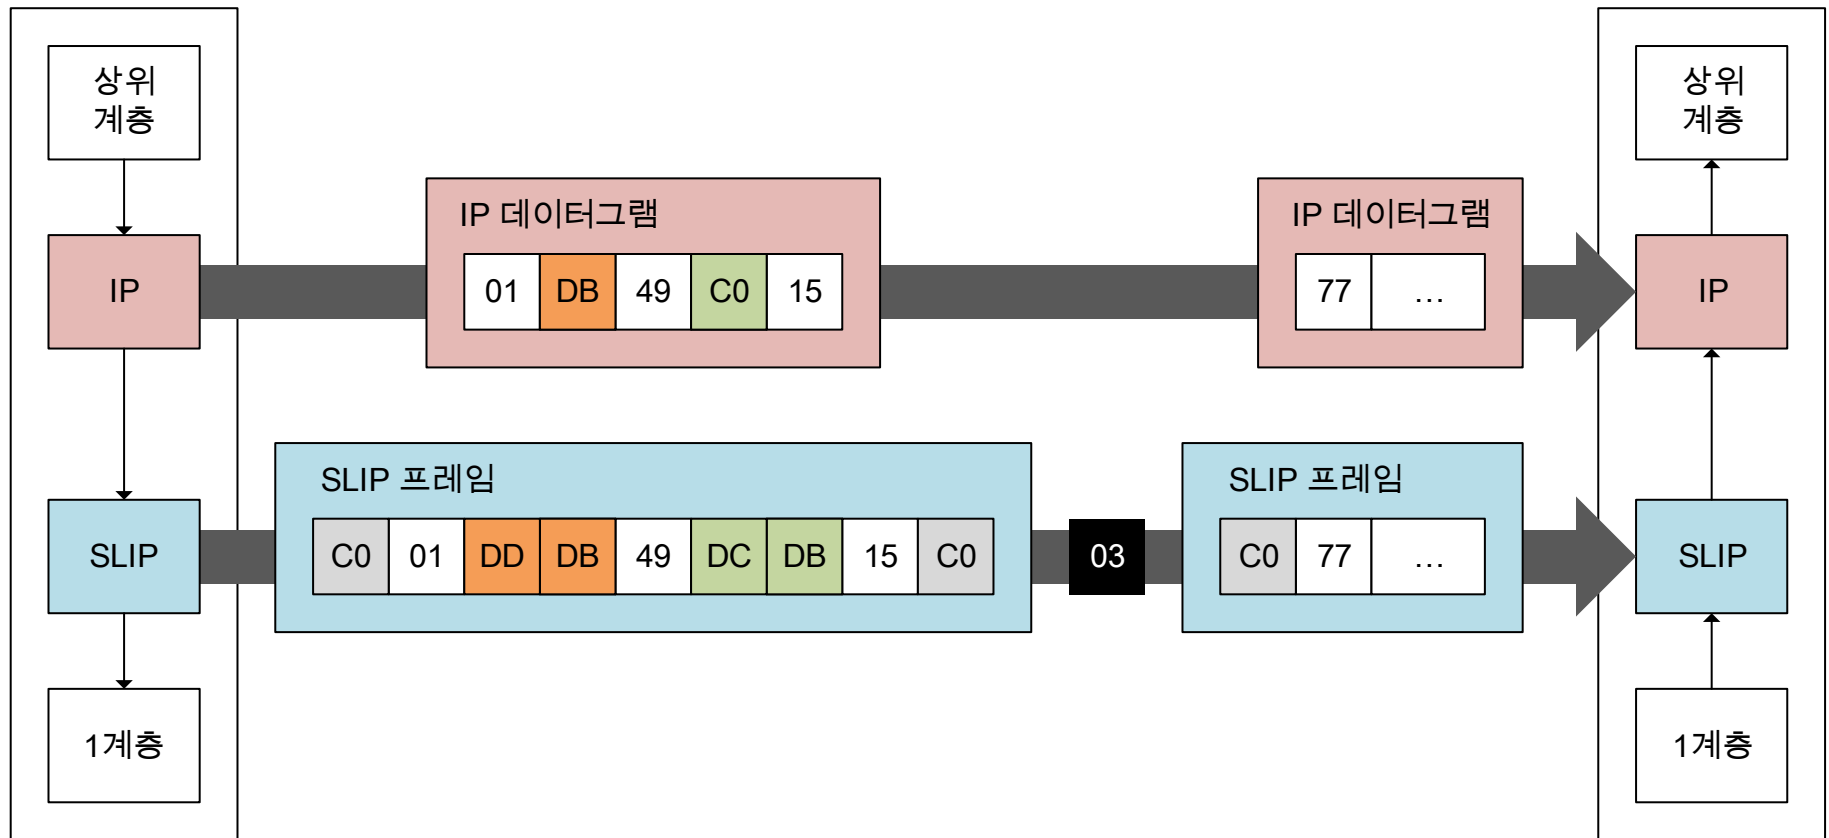 상위
계층
상위
계층
IP 데이터그램
IP 데이터그램
IP
01 DB 49 C0 15
77 …
IP
SLIP 프레임
SLIP 프레임
SLIP
C0 01 DD DB 49 DC DB 15 C0
03
C0 77 …
SLIP
1계층
1계층